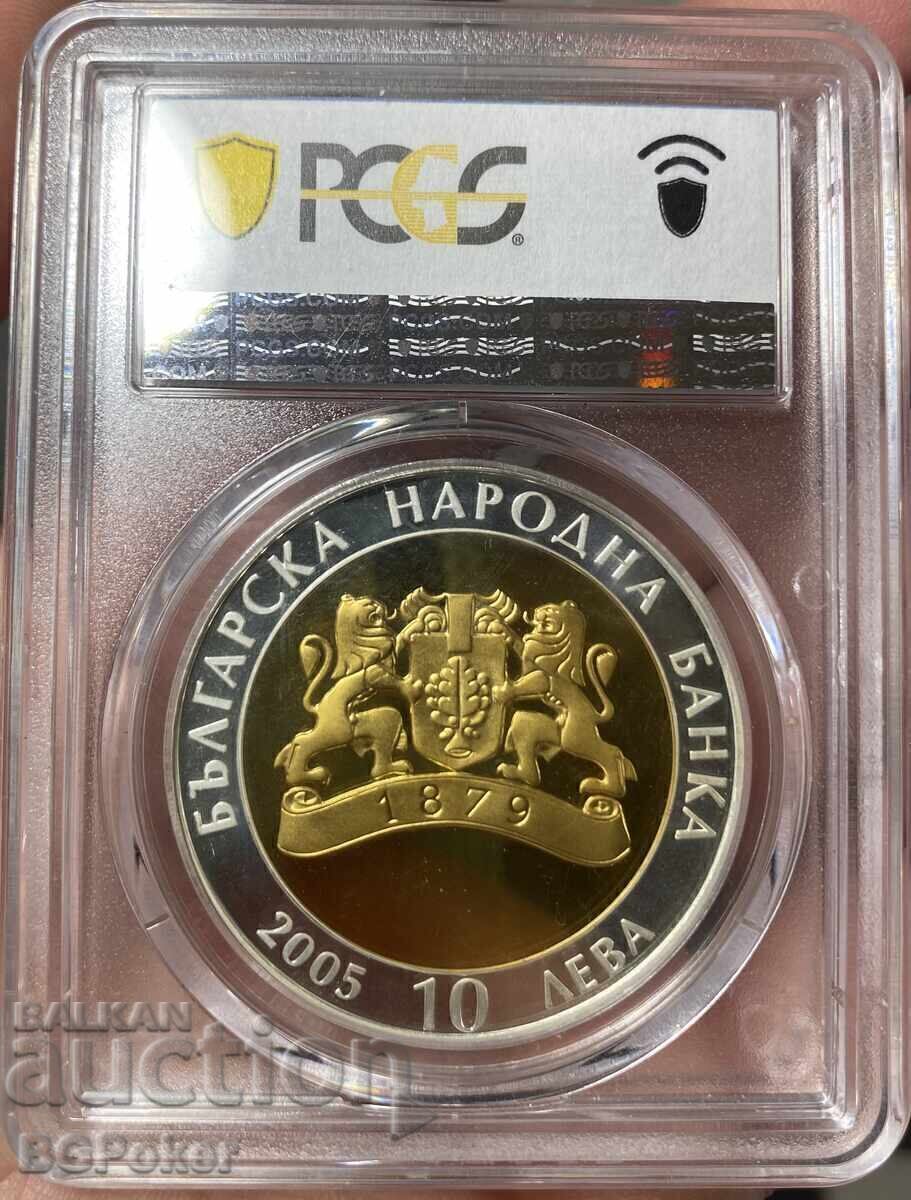 PCGS
®
БЪЛГАРСКА НАРОДНА БАНКА
1879
2005 10 ЛЕВА
BALKAN
auction
BGPoker